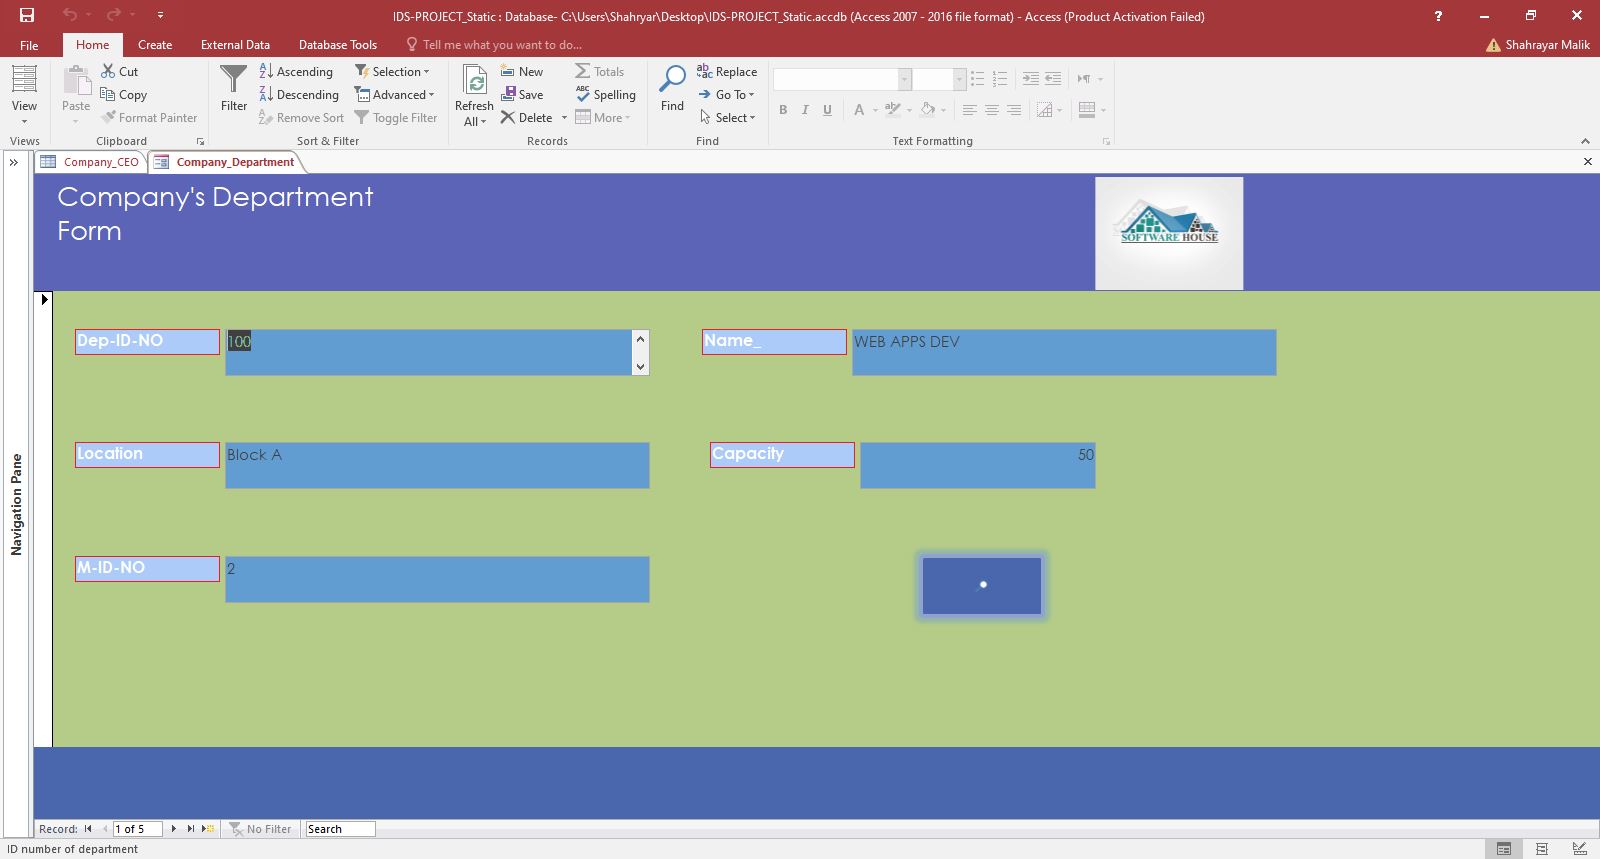 IDS-PROJECT_Static : Database- C:\Users\Shahryar\Desktop\IDS-PROJECT_Static.accdb (Access 2007 - 2016 file format) - Access (Product Activation Failed)
?
File Home Create External Data Database Tools Tell me what you want to do... Shahrayar Malik
View
Views
Paste
Cut
Copy
Format Painter
Clipboard
Filter
Ascending
Descending
Remove Sort
Selection
Advanced
Toggle Filter
Sort & Filter
Refresh
All
New
Save
Delete
Totals
Spelling
More
Records
Find
Replace
Go To
Select
Find
B I U A
Text Formatting
Company_CEO Company_Department
Company's Department
Form
SOFTWARE HOUSE
Navigation Pane
Dep-ID-NO 100 Name_ WEB APPS DEV
Location Block A Capacity 50
M-ID-NO 2
Record: 1 of 5 No Filter Search
ID number of department